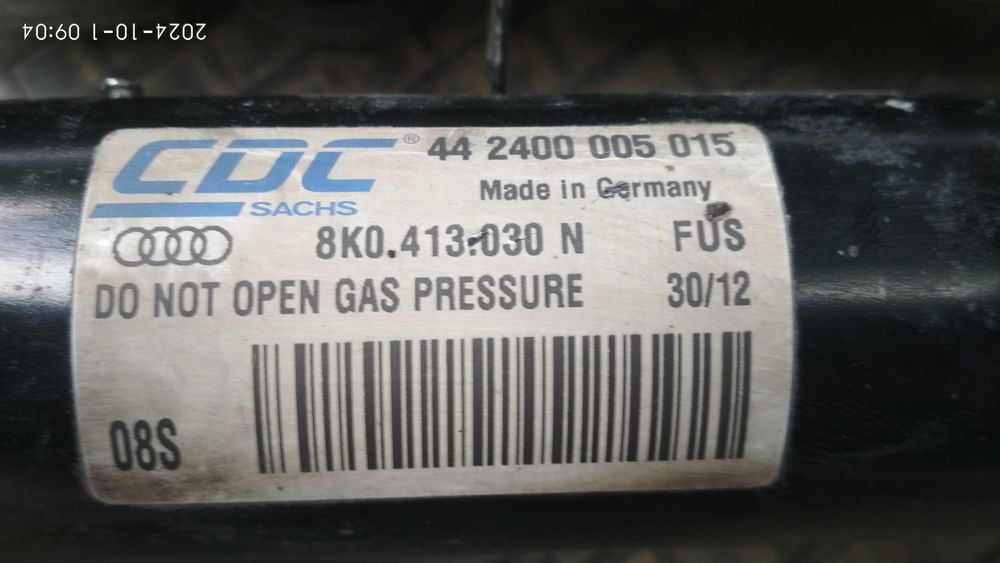 2024-10-1 09:04
CDC® 44 2400 005 015
Made in Germany
SACHS
8K0.413.030 N FUS
DO NOT OPEN GAS PRESSURE 30/12
08S